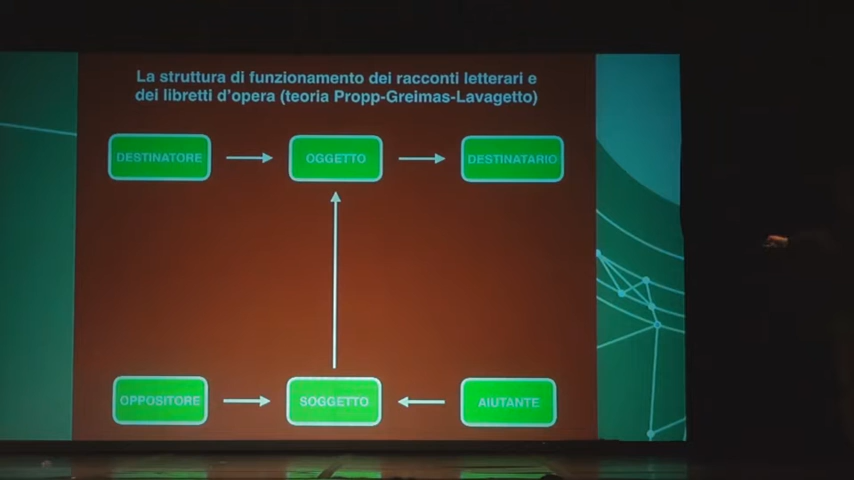 La struttura di funzionamento dei racconti letterari e
dei libretti d'opera (teoria Propp-Greimas-Lavagetto)
DESTINATORE
OGGETTO
DESTINATARIO
OPPOSITORE
SOGGETTO
AIUTANTE